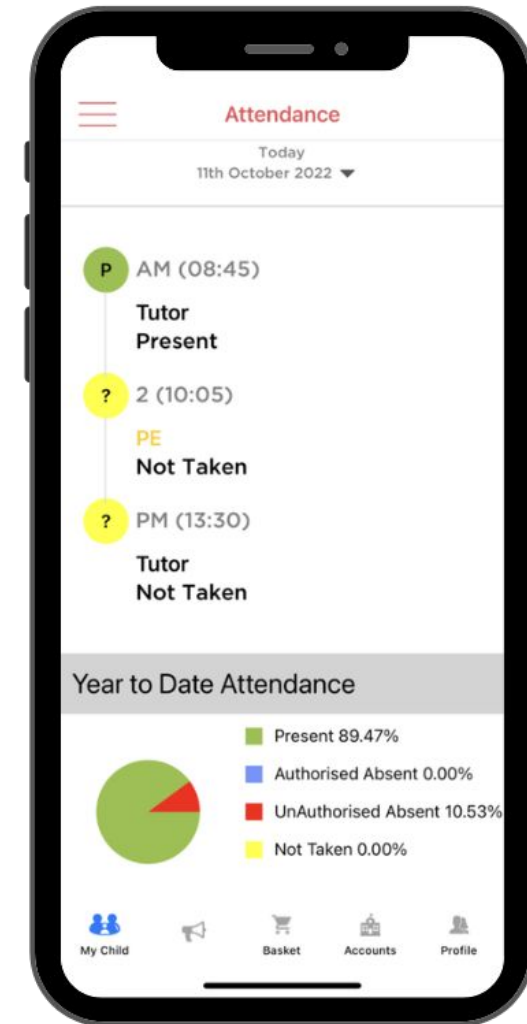 Attendance
Today
11th October 2022
P AM (08:45)
Tutor
Present
? 2 (10:05)
PE
Not Taken
? PM (13:30)
Tutor
Not Taken
Year to Date Attendance
Present 89.47%
Authorised Absent 0.00%
UnAuthorised Absent 10.53%
Not Taken 0.00%
My Child Basket Accounts Profile